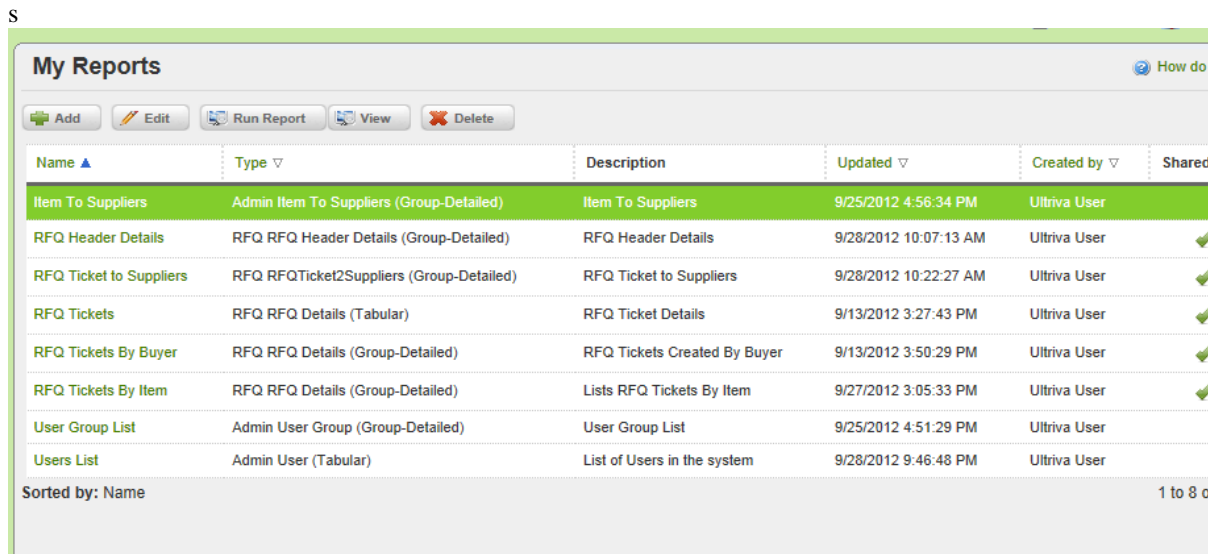 s
My Reports How do
Add Edit Run Report View Delete
Name Type Description Updated Created by Shared
Item To Suppliers Admin Item To Suppliers (Group-Detailed) Item To Suppliers 9/25/2012 4:56:34 PM Ultriva User
RFQ Header Details RFQ RFQ Header Details (Group-Detailed) RFQ Header Details 9/28/2012 10:07:13 AM Ultriva User
RFQ Ticket to Suppliers RFQ RFQTicket2Suppliers (Group-Detailed) RFQ Ticket to Suppliers 9/28/2012 10:22:27 AM Ultriva User
RFQ Tickets RFQ RFQ Details (Tabular) RFQ Ticket Details 9/13/2012 3:27:43 PM Ultriva User
RFQ Tickets By Buyer RFQ RFQ Details (Group-Detailed) RFQ Tickets Created By Buyer 9/13/2012 3:50:29 PM Ultriva User
RFQ Tickets By Item RFQ RFQ Details (Group-Detailed) Lists RFQ Tickets By Item 9/27/2012 3:05:33 PM Ultriva User
User Group List Admin User Group (Group-Detailed) User Group List 9/25/2012 4:51:29 PM Ultriva User
Users List Admin User (Tabular) List of Users in the system 9/28/2012 9:46:48 PM Ultriva User
Sorted by: Name 1 to 8 o